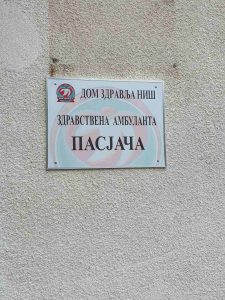 ДОМ ЗДРАВЉА НИШ
ЗДРАВСТВЕНА АМБУЛАНТА
ПАСЈАЧА